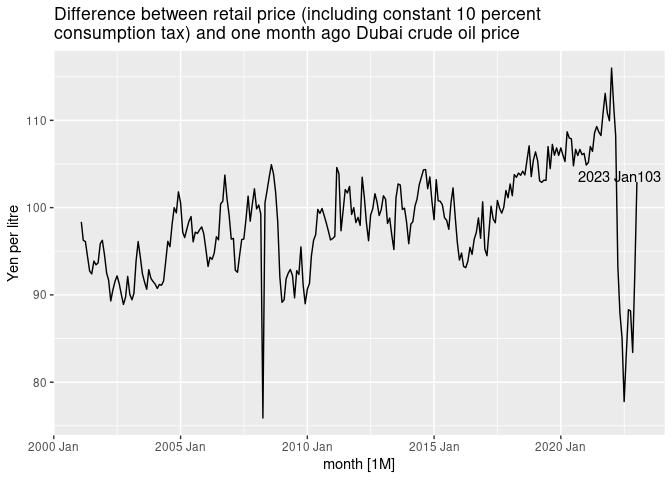 Difference between retail price (including constant 10 percent
consumption tax) and one month ago Dubai crude oil price
110
100
90
80
Yen per litre
2023 Jan103
2000 Jan 2005 Jan 2010 Jan 2015 Jan 2020 Jan
month [1M]